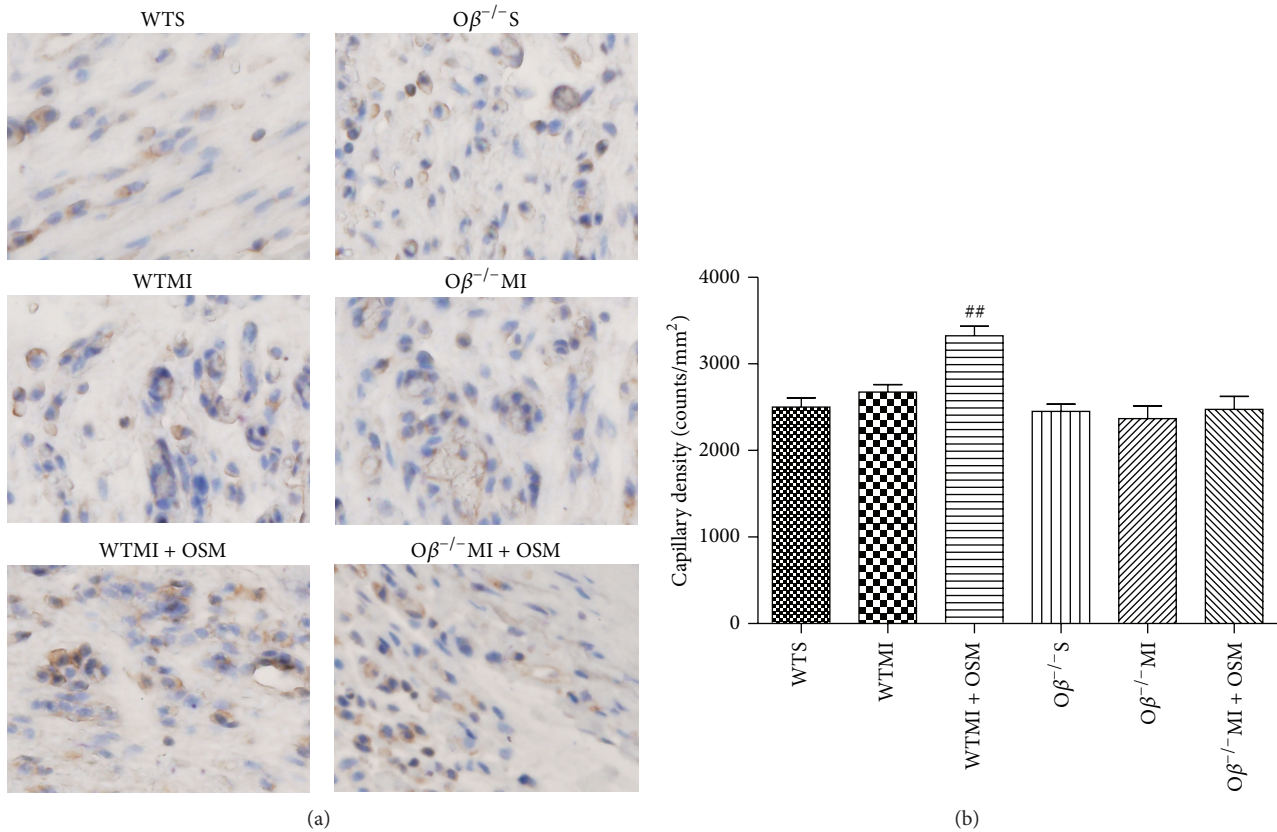 WTS
Oβ⁻/⁻S
WTMI
Oβ⁻/⁻MI
WTMI + OSM
Oβ⁻/⁻MI + OSM
(a)
Capillary density (counts/mm²)
4000
3000
2000
1000
0
##
WTS
WTMI
WTMI + OSM
Oβ⁻/⁻S
Oβ⁻/⁻MI
Oβ⁻/⁻MI + OSM
(b)